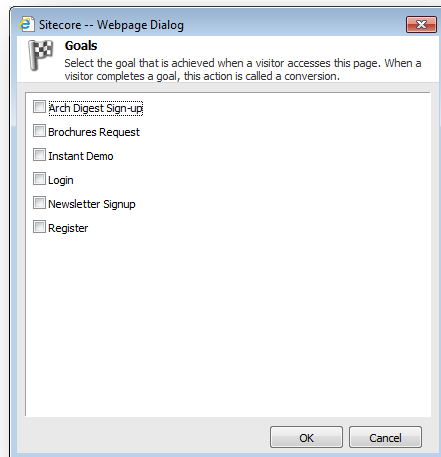 Sitecore -- Webpage Dialog
Goals
Select the goal that is achieved when a visitor accesses this page. When a
visitor completes a goal, this action is called a conversion.
Arch Digest Sign-up
Brochures Request
Instant Demo
Login
Newsletter Signup
Register
OK Cancel